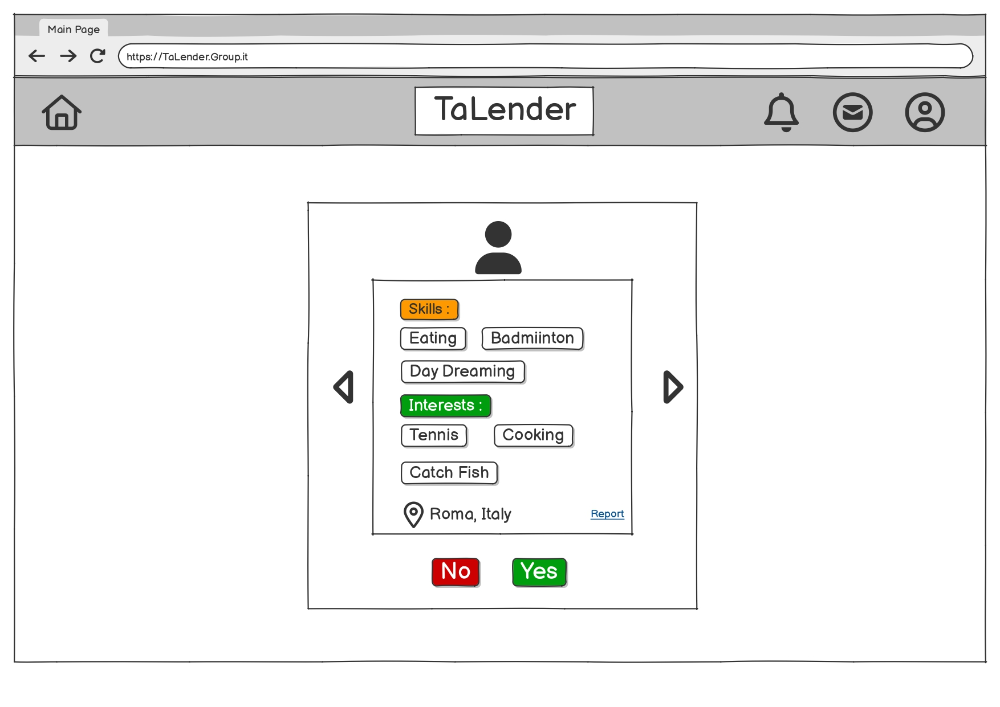 Main Page
https://TaLender.Group.it
TaLender
Skills :
Eating Badmiinton
Day Dreaming
Interests :
Tennis Cooking
Catch Fish
Roma, Italy Report
No Yes